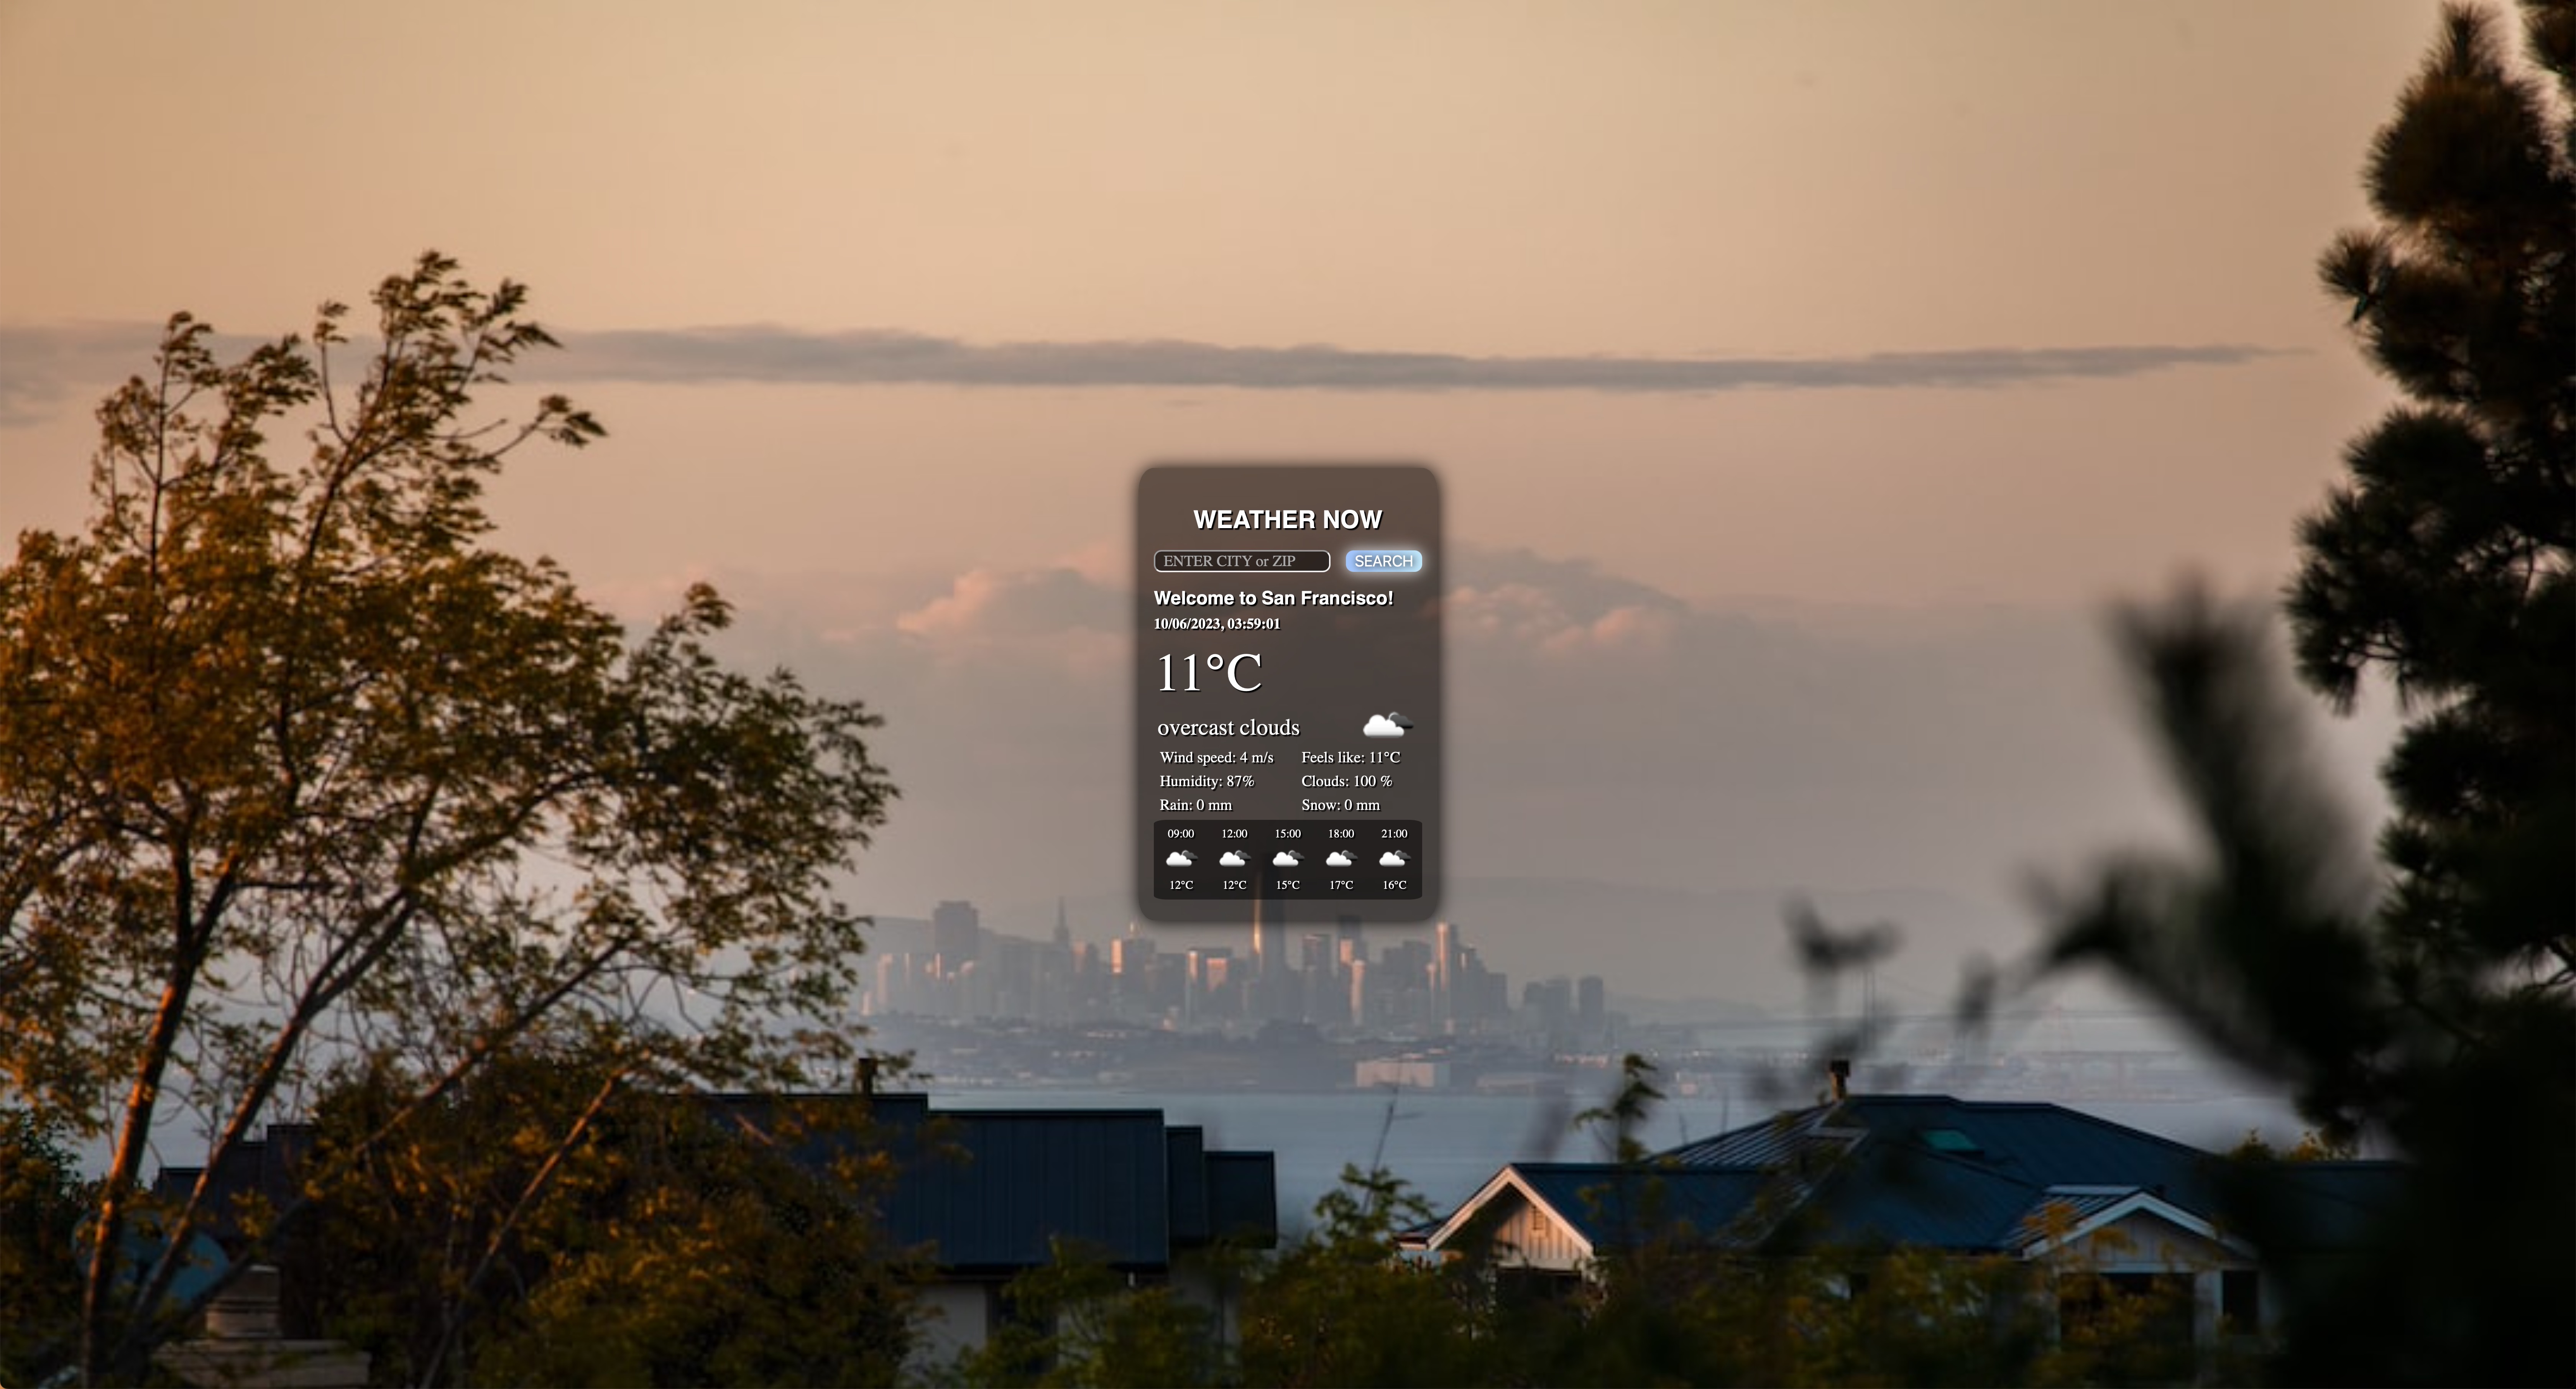 WEATHER NOW
ENTER CITY or ZIP SEARCH
Welcome to San Francisco!
10/06/2023, 03:59:01
11°C
overcast clouds
Wind speed: 4 m/s Feels like: 11°C
Humidity: 87% Clouds: 100 %
Rain: 0 mm Snow: 0 mm
09:00 12:00 15:00 18:00 21:00
12°C 12°C 15°C 17°C 16°C